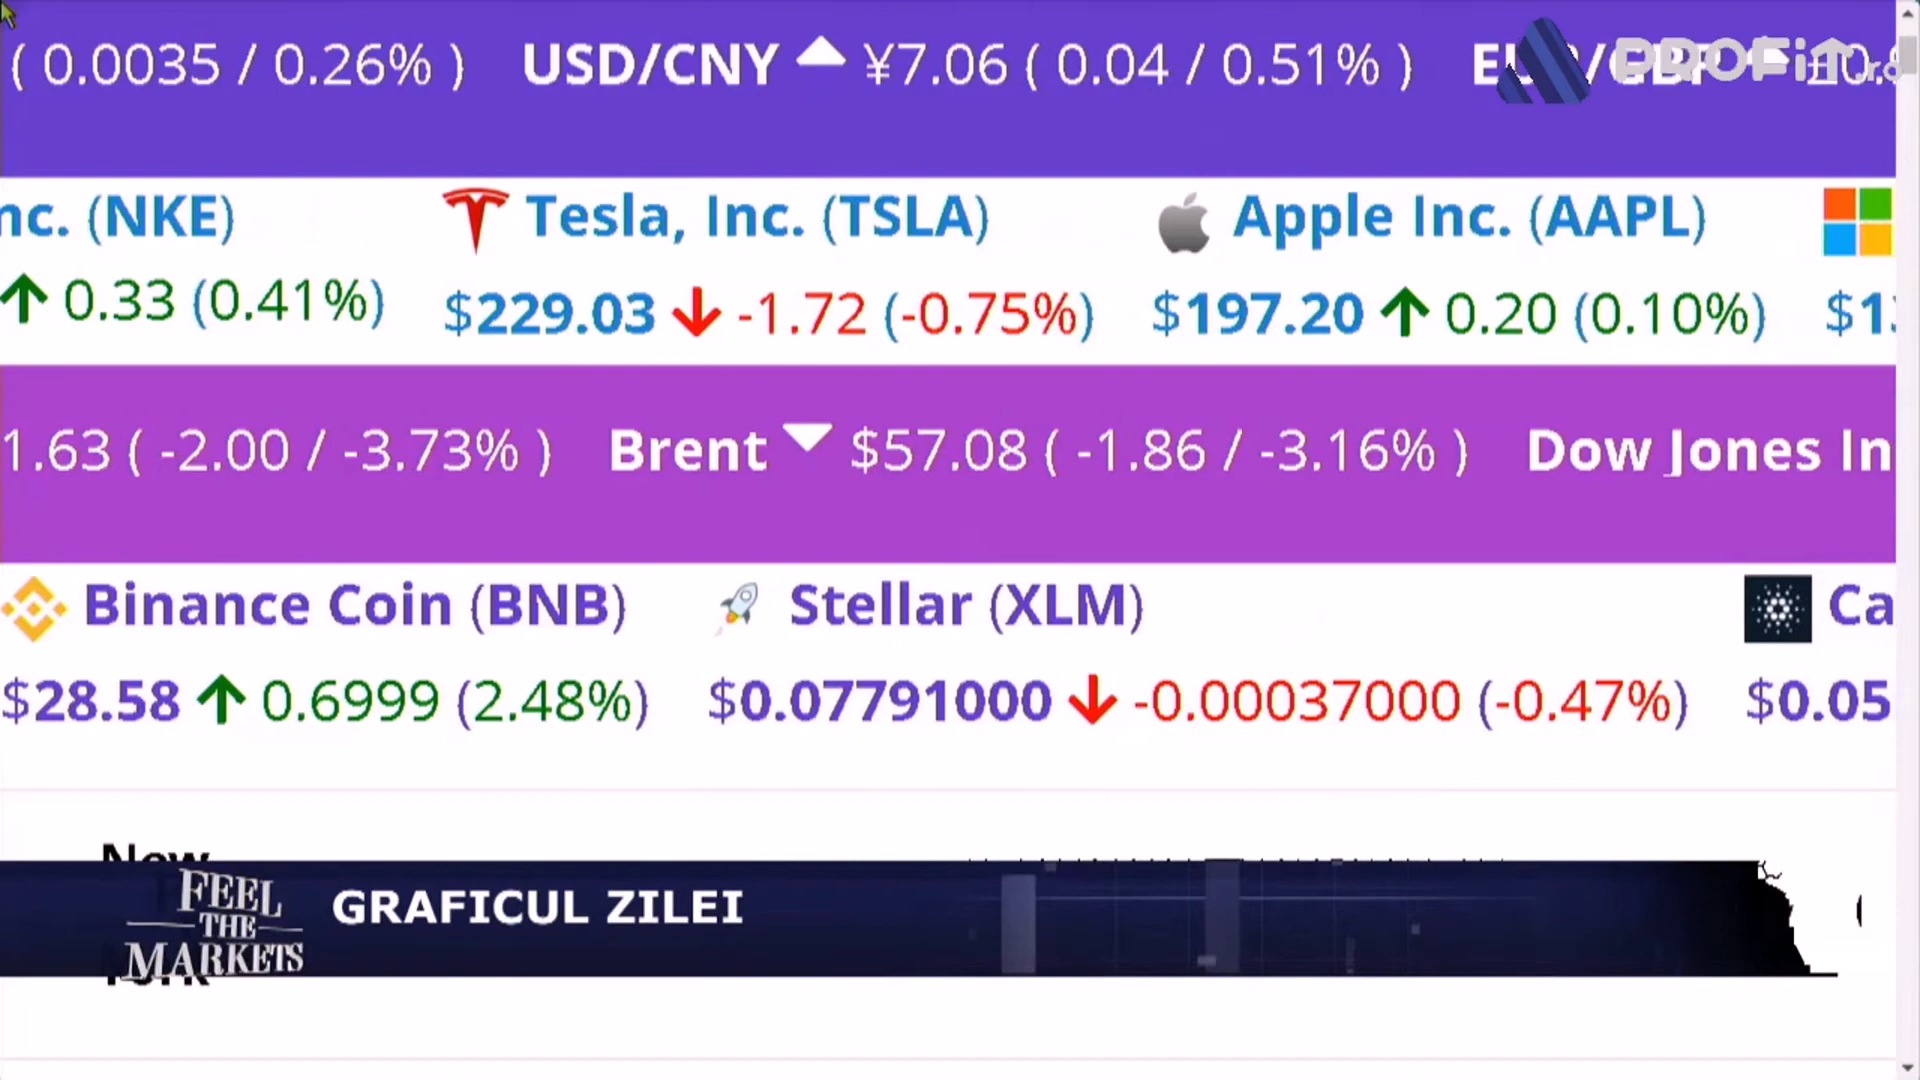 ( 0.0035 / 0.26% ) USD/CNY ¥7.06 ( 0.04 / 0.51% )
PROFIT.ro
nc. (NKE) Tesla, Inc. (TSLA) Apple Inc. (AAPL)
0.33 (0.41%) $229.03 -1.72 (-0.75%) $197.20 0.20 (0.10%) $1
1.63 ( -2.00 / -3.73% ) Brent $57.08 ( -1.86 / -3.16% ) Dow Jones In
Binance Coin (BNB) Stellar (XLM) Ca
$28.58 0.6999 (2.48%) $0.07791000 -0.00037000 (-0.47%) $0.05
New
FEEL
THE
MARKETS
GRAFICUL ZILEI